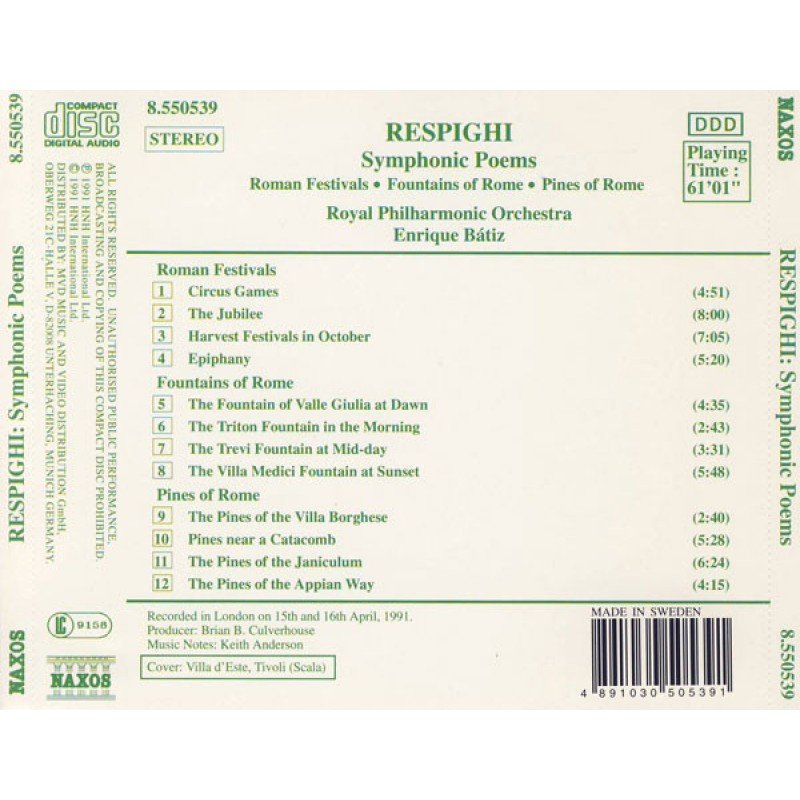 8.550539
RESPIGHI: Symphonic Poems
NAXOS
COMPACT
disc
DIGITAL AUDIO
ALL RIGHTS RESERVED. UNAUTHORISED PUBLIC PERFORMANCE,
BROADCASTING AND COPYING OF THIS COMPACT DISC PROHIBITED.
℗ 1991 HNH International Ltd.
© 1991 HNH International Ltd.
DISTRIBUTED BY: MVD MUSIC AND VIDEO DISTRIBUTION GmbH,
OBERWEG 21C-HALLE V, D-82008 UNTERHACHING, MUNICH GERMANY.
LC 9158
NAXOS
8.550539
STEREO
RESPIGHI
Symphonic Poems
Roman Festivals • Fountains of Rome • Pines of Rome
Royal Philharmonic Orchestra
Enrique Bátiz
DDD
Playing
Time :
61'01"
Roman Festivals
1 Circus Games (4:51)
2 The Jubilee (8:00)
3 Harvest Festivals in October (7:05)
4 Epiphany (5:20)
Fountains of Rome
5 The Fountain of Valle Giulia at Dawn (4:35)
6 The Triton Fountain in the Morning (2:43)
7 The Trevi Fountain at Mid-day (3:31)
8 The Villa Medici Fountain at Sunset (5:48)
Pines of Rome
9 The Pines of the Villa Borghese (2:40)
10 Pines near a Catacomb (5:28)
11 The Pines of the Janiculum (6:24)
12 The Pines of the Appian Way (4:15)
Recorded in London on 15th and 16th April, 1991.
Producer: Brian B. Culverhouse
Music Notes: Keith Anderson
Cover: Villa d'Este, Tivoli (Scala)
MADE IN SWEDEN
4 891030 505391
NAXOS
RESPIGHI: Symphonic Poems
8.550539